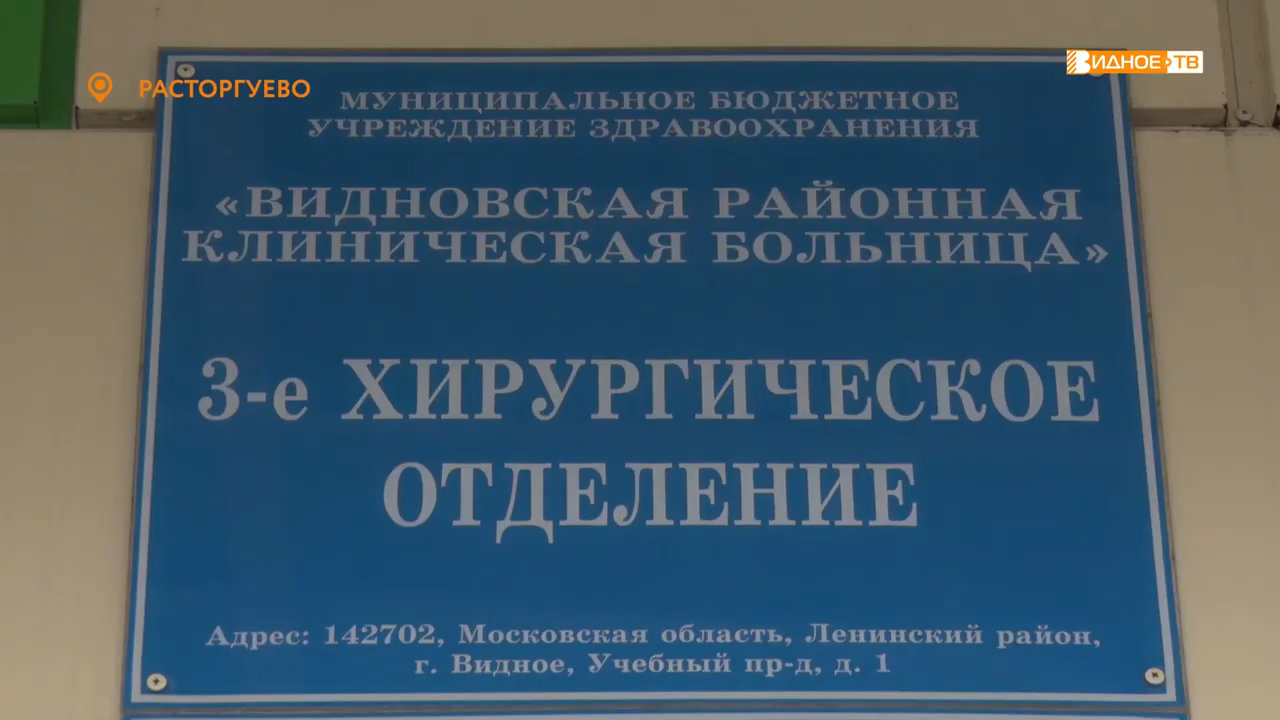 РАСТОРГУЕВО
ВИДНОЕ ТВ
МУНИЦИПАЛЬНОЕ БЮДЖЕТНОЕ
УЧРЕЖДЕНИЕ ЗДРАВООХРАНЕНИЯ
«ВИДНОВСКАЯ РАЙОННАЯ
КЛИНИЧЕСКАЯ БОЛЬНИЦА»
3-е ХИРУРГИЧЕСКОЕ
ОТДЕЛЕНИЕ
Адрес: 142702, Московская область, Ленинский район,
г. Видное, Учебный пр-д, д. 1